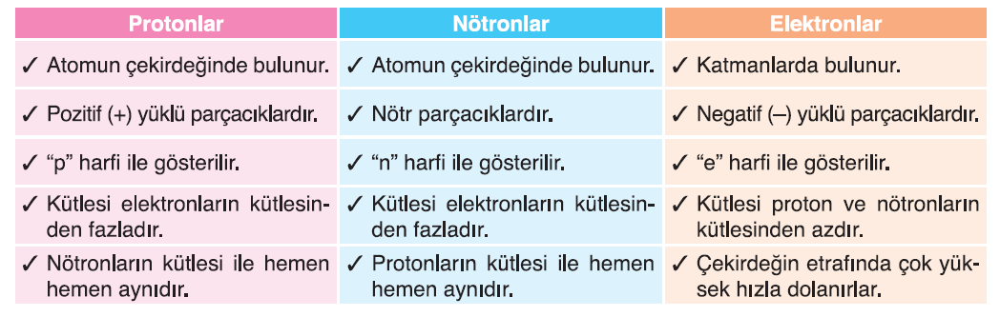 Protonlar
Nötronlar
Elektronlar
✓ Atomun çekirdeğinde bulunur.
✓ Atomun çekirdeğinde bulunur.
✓ Katmanlarda bulunur.
✓ Pozitif (+) yüklü parçacıklardır.
✓ Nötr parçacıklardır.
✓ Negatif (–) yüklü parçacıklardır.
✓ “p” harfi ile gösterilir.
✓ “n” harfi ile gösterilir.
✓ “e” harfi ile gösterilir.
✓ Kütlesi elektronların kütlesin-
den fazladır.
✓ Kütlesi elektronların kütlesin-
den fazladır.
✓ Kütlesi proton ve nötronların
kütlesinden azdır.
✓ Nötronların kütlesi ile hemen
hemen aynıdır.
✓ Protonların kütlesi ile hemen
hemen aynıdır.
✓ Çekirdeğin etrafında çok yük-
sek hızla dolanırlar.